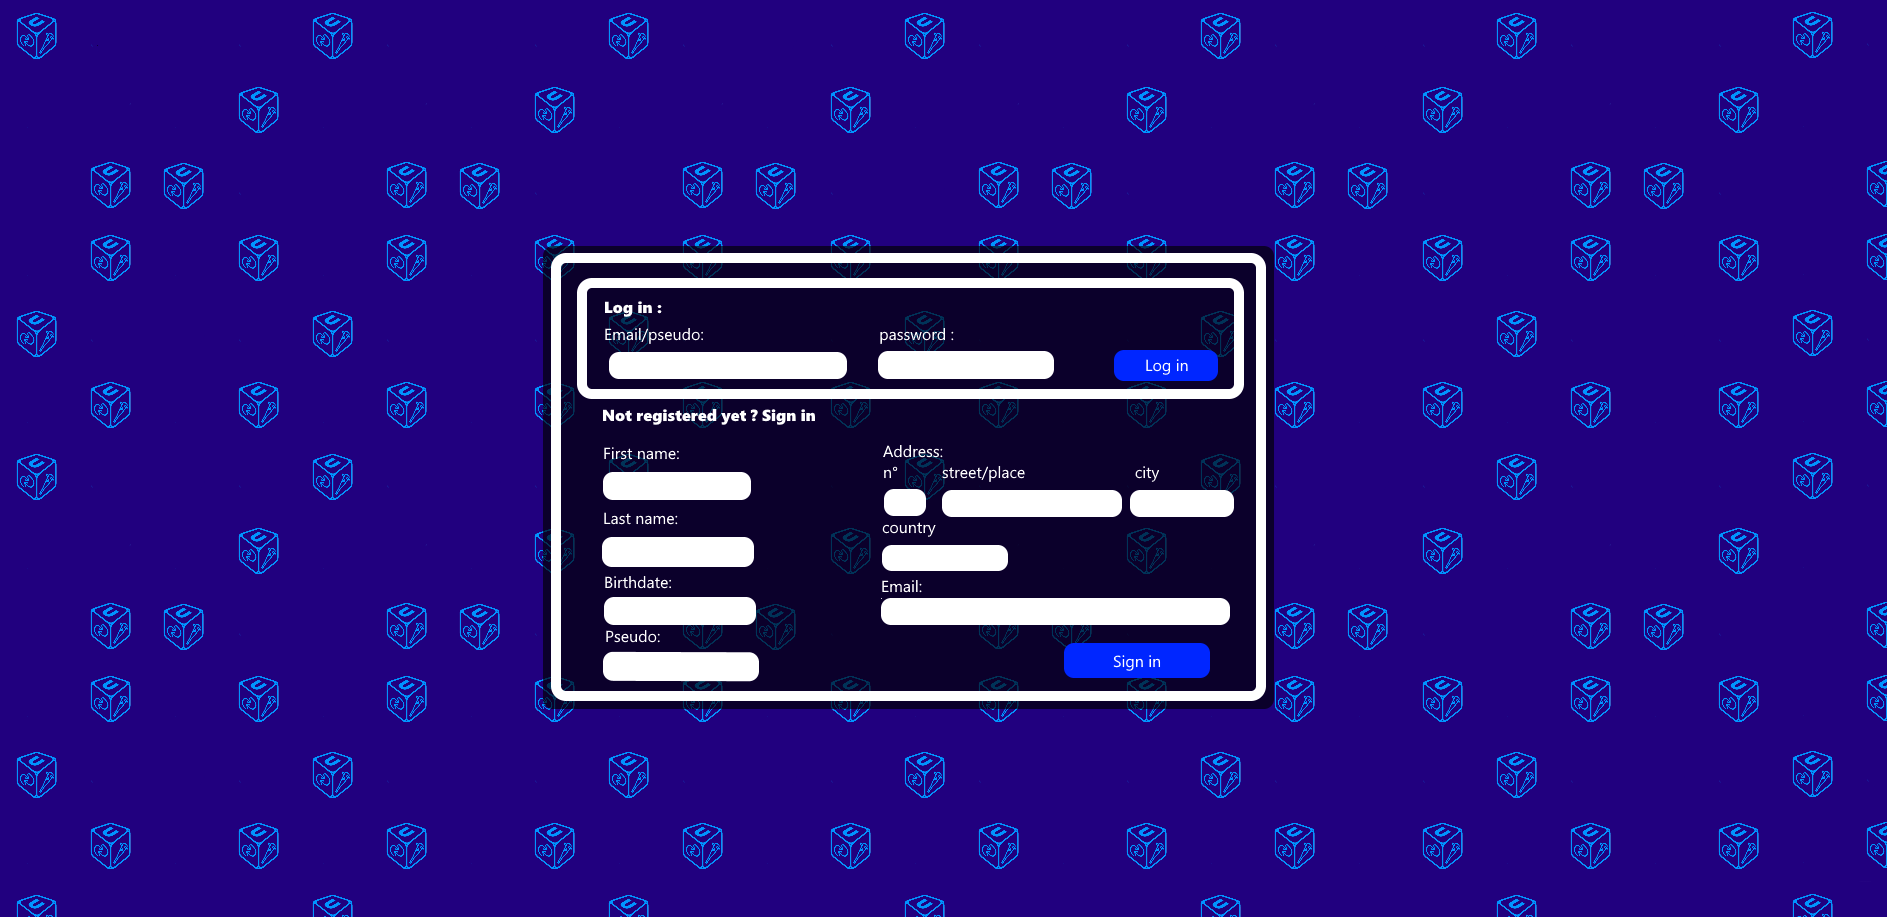 Log in :
Email/pseudo:
password :
Log in
Not registered yet ? Sign in
First name:
Last name:
Birthdate:
Pseudo:
Address:
n° street/place city
country
Email:
Sign in